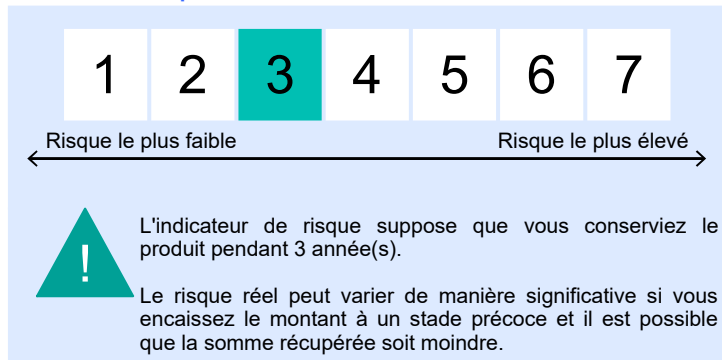 1 2 3 4 5 6 7
Risque le plus faible Risque le plus élevé
!
L'indicateur de risque suppose que vous conserviez le
produit pendant 3 année(s).
Le risque réel peut varier de manière significative si vous
encaissez le montant à un stade précoce et il est possible
que la somme récupérée soit moindre.